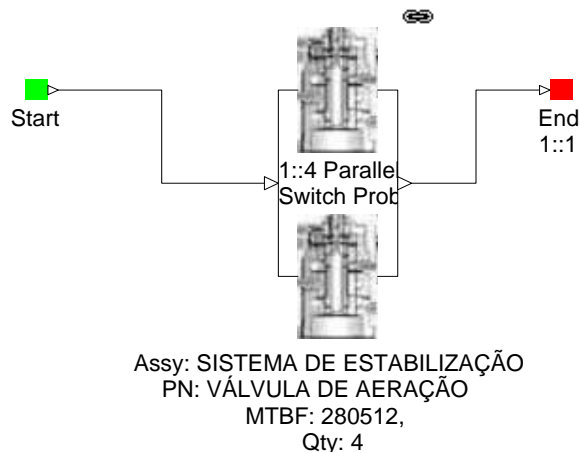 Start
End
1::1
1::4 Parallel
Switch Prob
Assy: SISTEMA DE ESTABILIZAÇÃO
PN: VÁLVULA DE AERAÇÃO
MTBF: 280512,
Qty: 4